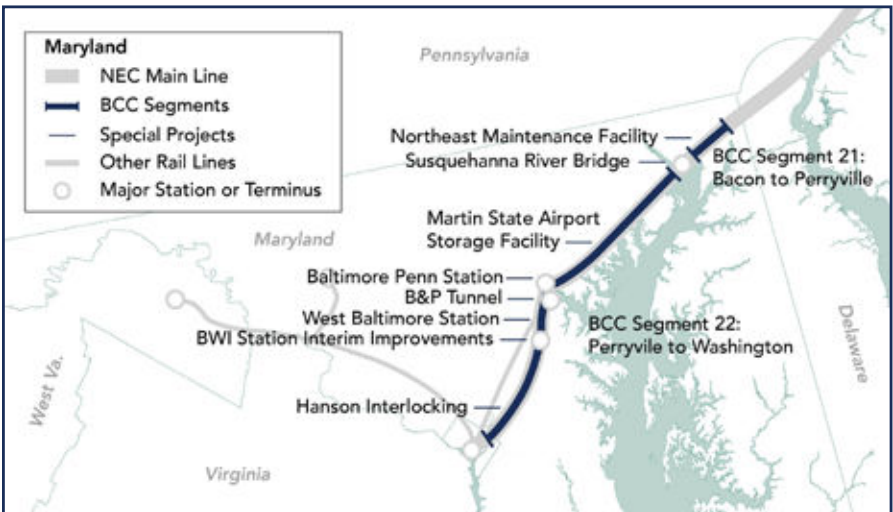 Maryland
NEC Main Line
BCC Segments
Special Projects
Other Rail Lines
Major Station or Terminus
Pennsylvania
Northeast Maintenance Facility
Susquehanna River Bridge
BCC Segment 21:
Bacon to Perryville
Martin State Airport
Storage Facility
Maryland
Baltimore Penn Station
B&P Tunnel
West Baltimore Station
BWI Station Interim Improvements
BCC Segment 22:
Perryvile to Washington
Delaware
West Va.
Hanson Interlocking
Virginia